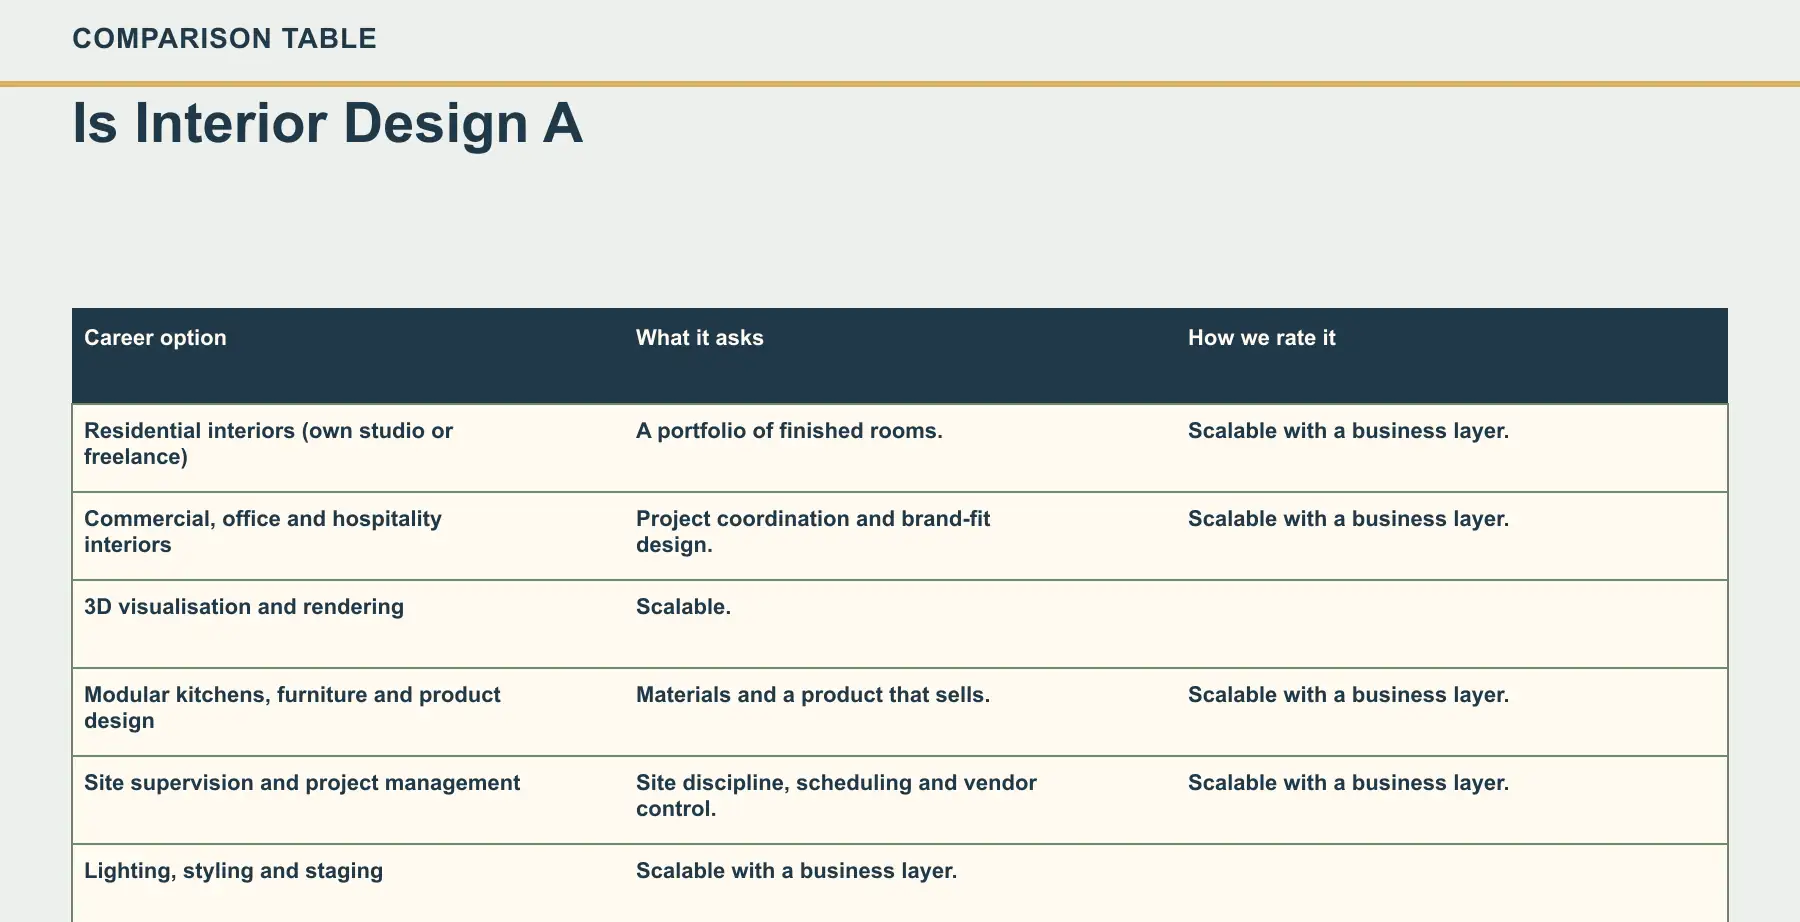 COMPARISON TABLE
Is Interior Design A
Career option What it asks How we rate it
Residential interiors (own studio or A portfolio of finished rooms. Scalable with a business layer.
freelance)
Commercial, office and hospitality Project coordination and brand-fit Scalable with a business layer.
interiors design.
3D visualisation and rendering Scalable.
Modular kitchens, furniture and product Materials and a product that sells. Scalable with a business layer.
design
Site supervision and project management Site discipline, scheduling and vendor Scalable with a business layer.
control.
Lighting, styling and staging Scalable with a business layer.